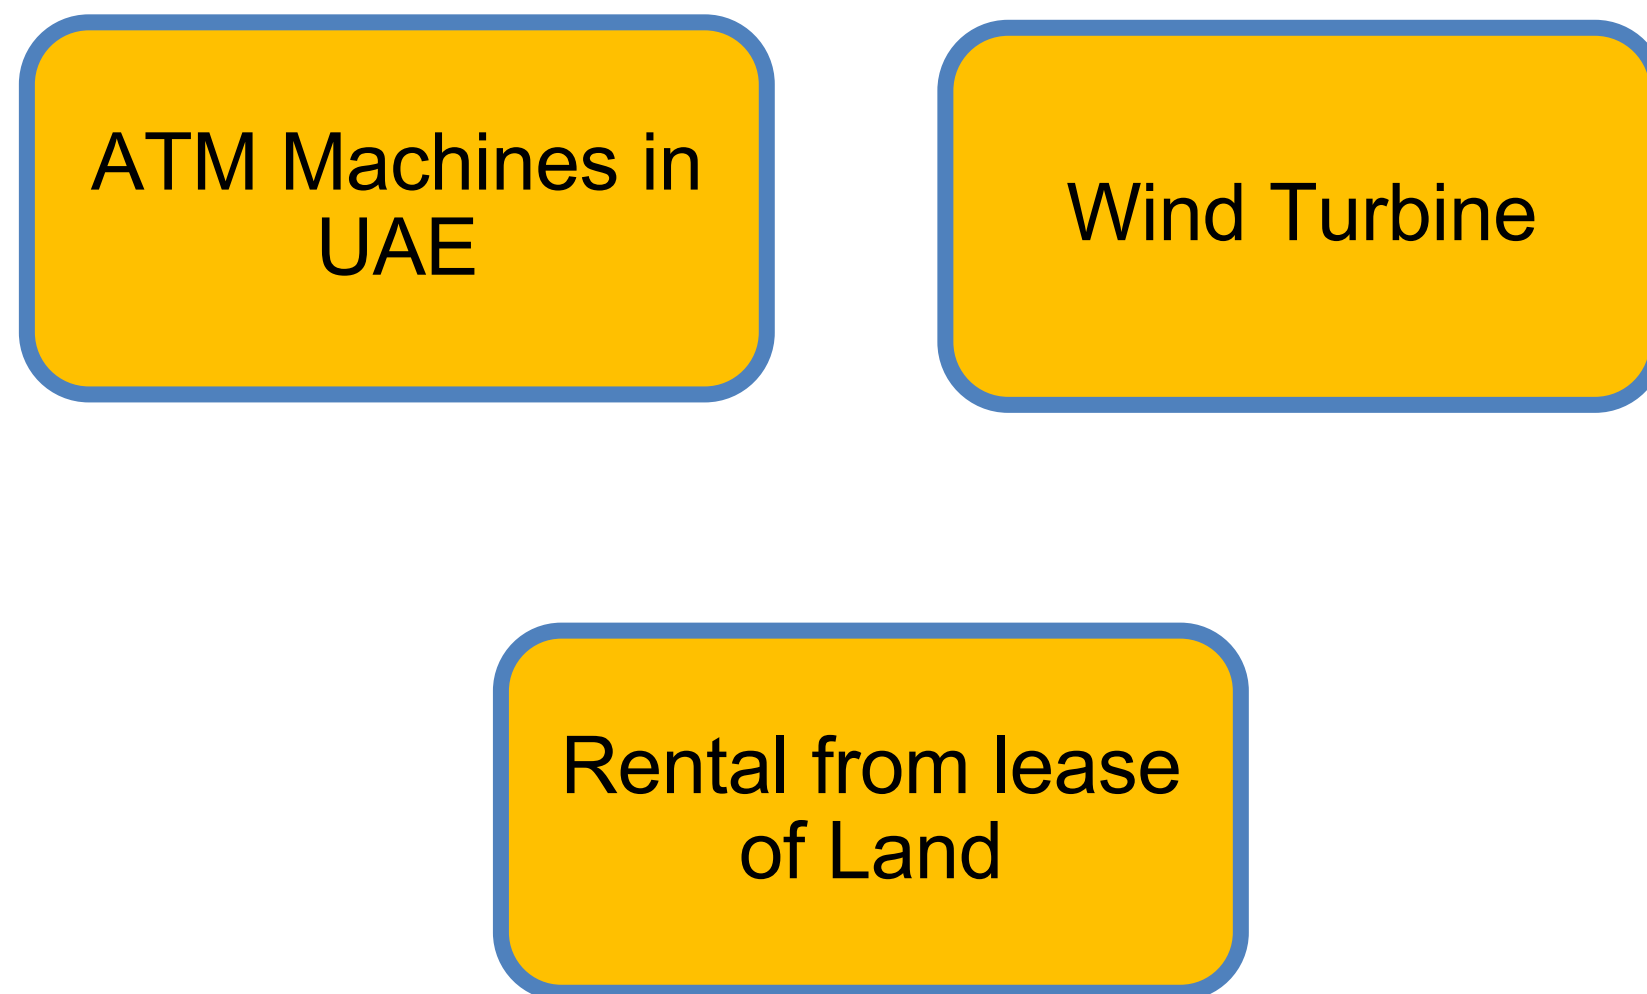 ATM Machines in
UAE
Wind Turbine
Rental from lease
of Land